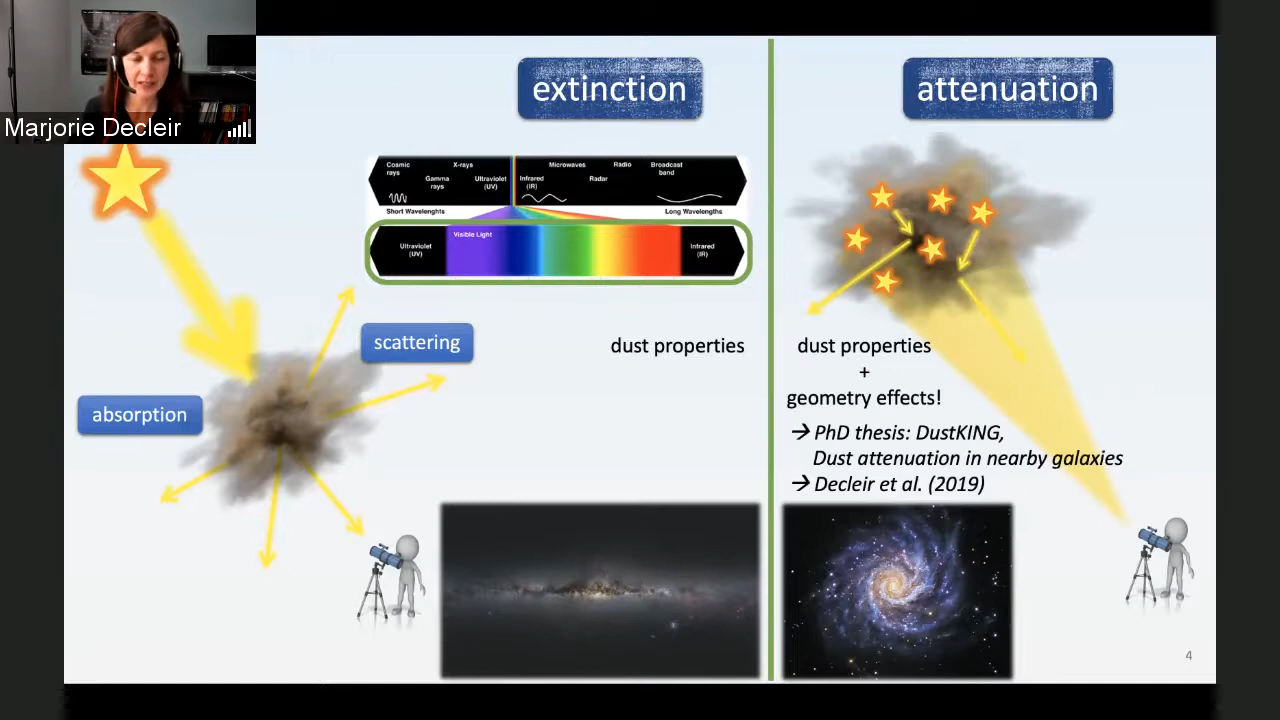 Marjorie Decleir
extinction
attenuation
Cosmic
rays
X-rays
Microwaves
Radio
Broadcast
band
Gamma
rays
Ultraviolet
(UV)
Infrared
(IR)
Radar
Short Wavelenghts
Long Wavelengths
Visible Light
Ultraviolet
(UV)
Infrared
(IR)
scattering
absorption
dust properties
dust properties
+
geometry effects!
→ PhD thesis: DustKING,
Dust attenuation in nearby galaxies
→ Decleir et al. (2019)
4